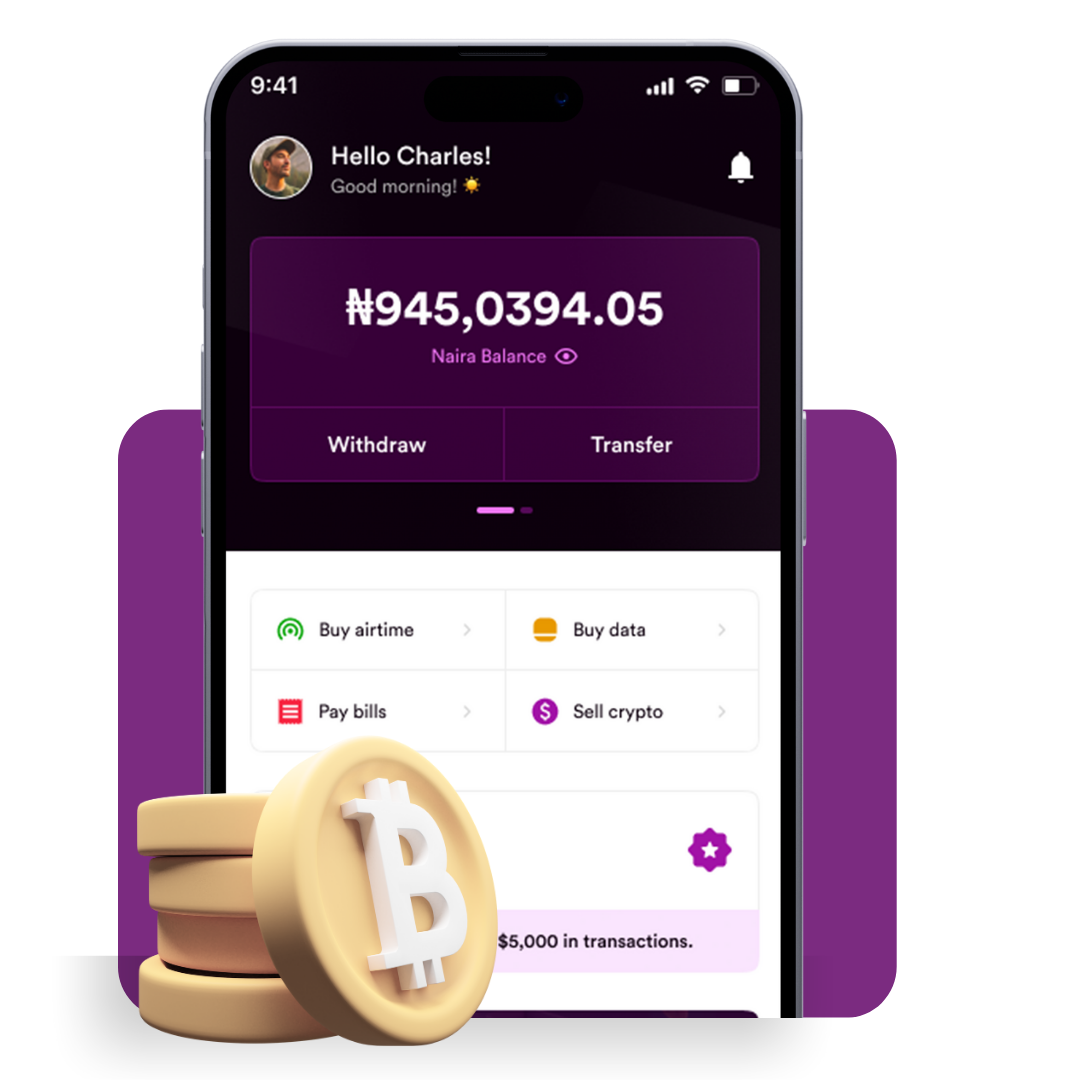 9:41
Hello Charles!
Good morning!
₦945,0394.05
Naira Balance
Withdraw
Transfer
Buy airtime
Buy data
Pay bills
Sell crypto
$5,000 in transactions.